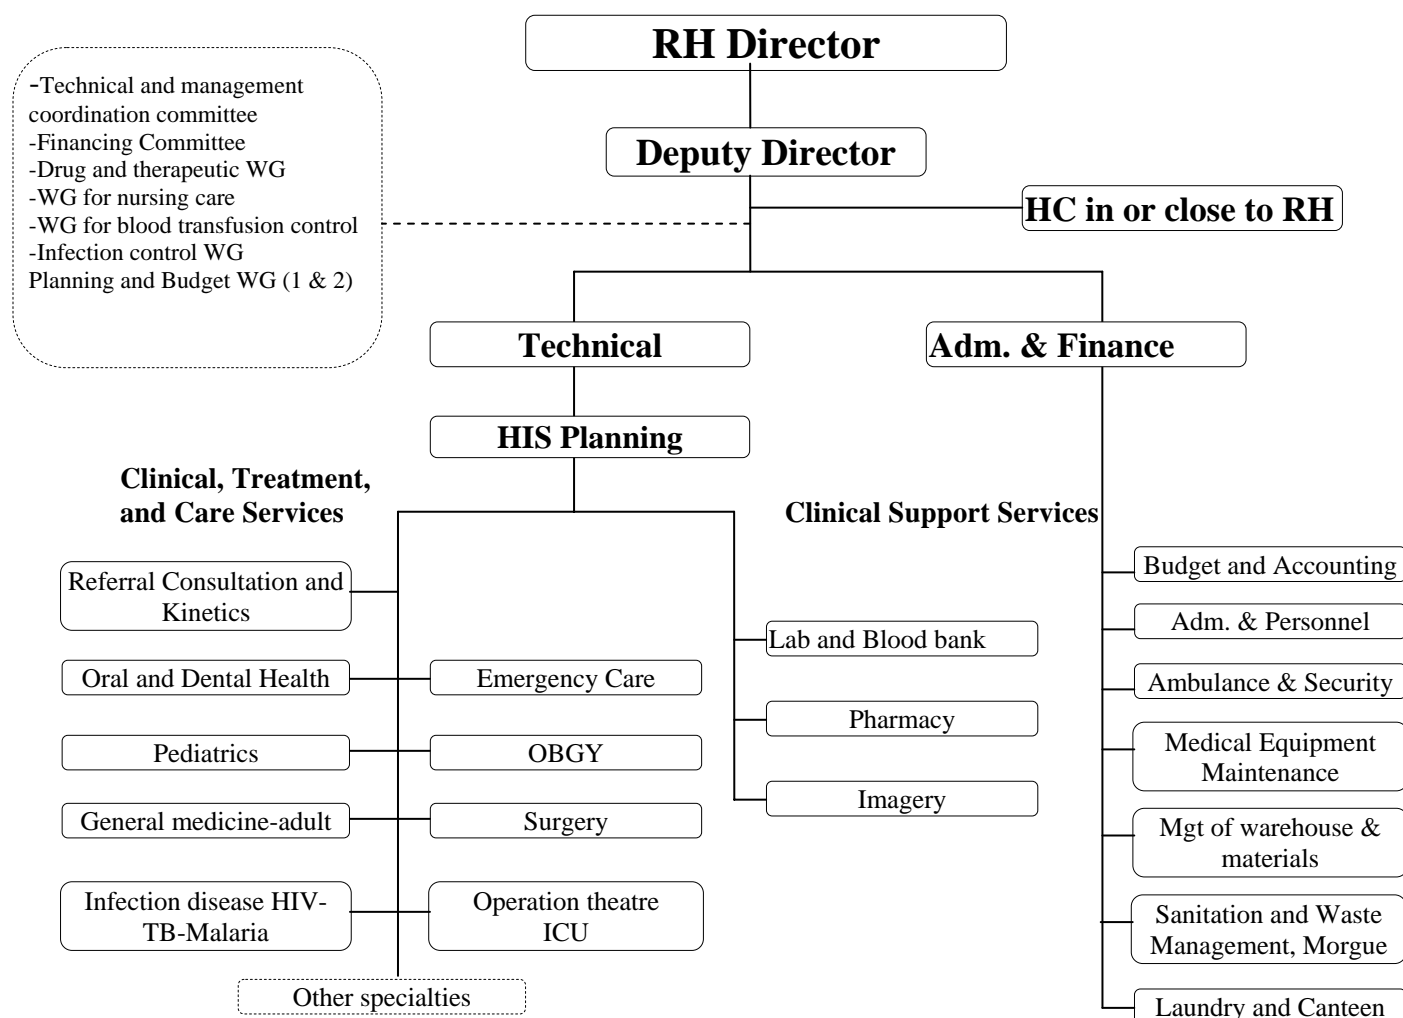 RH Director
-Technical and management
coordination committee
-Financing Committee
-Drug and therapeutic WG
-WG for nursing care
-WG for blood transfusion control
-Infection control WG
Planning and Budget WG (1 & 2)
Deputy Director
HC in or close to RH
Technical
Adm. & Finance
HIS Planning
Clinical, Treatment,
and Care Services
Clinical Support Services
Referral Consultation and
Kinetics
Oral and Dental Health
Emergency Care
Pediatrics
OBGY
General medicine-adult
Surgery
Infection disease HIV-
TB-Malaria
Operation theatre
ICU
Other specialties
Lab and Blood bank
Pharmacy
Imagery
Budget and Accounting
Adm. & Personnel
Ambulance & Security
Medical Equipment
Maintenance
Mgt of warehouse &
materials
Sanitation and Waste
Management, Morgue
Laundry and Canteen